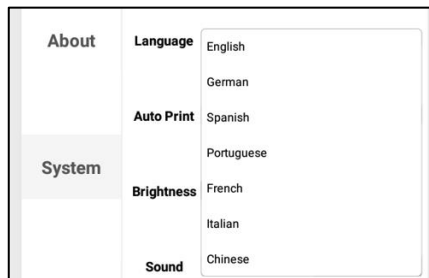 About
System
Language
Auto Print
Brightness
Sound
English
German
Spanish
Portuguese
French
Italian
Chinese